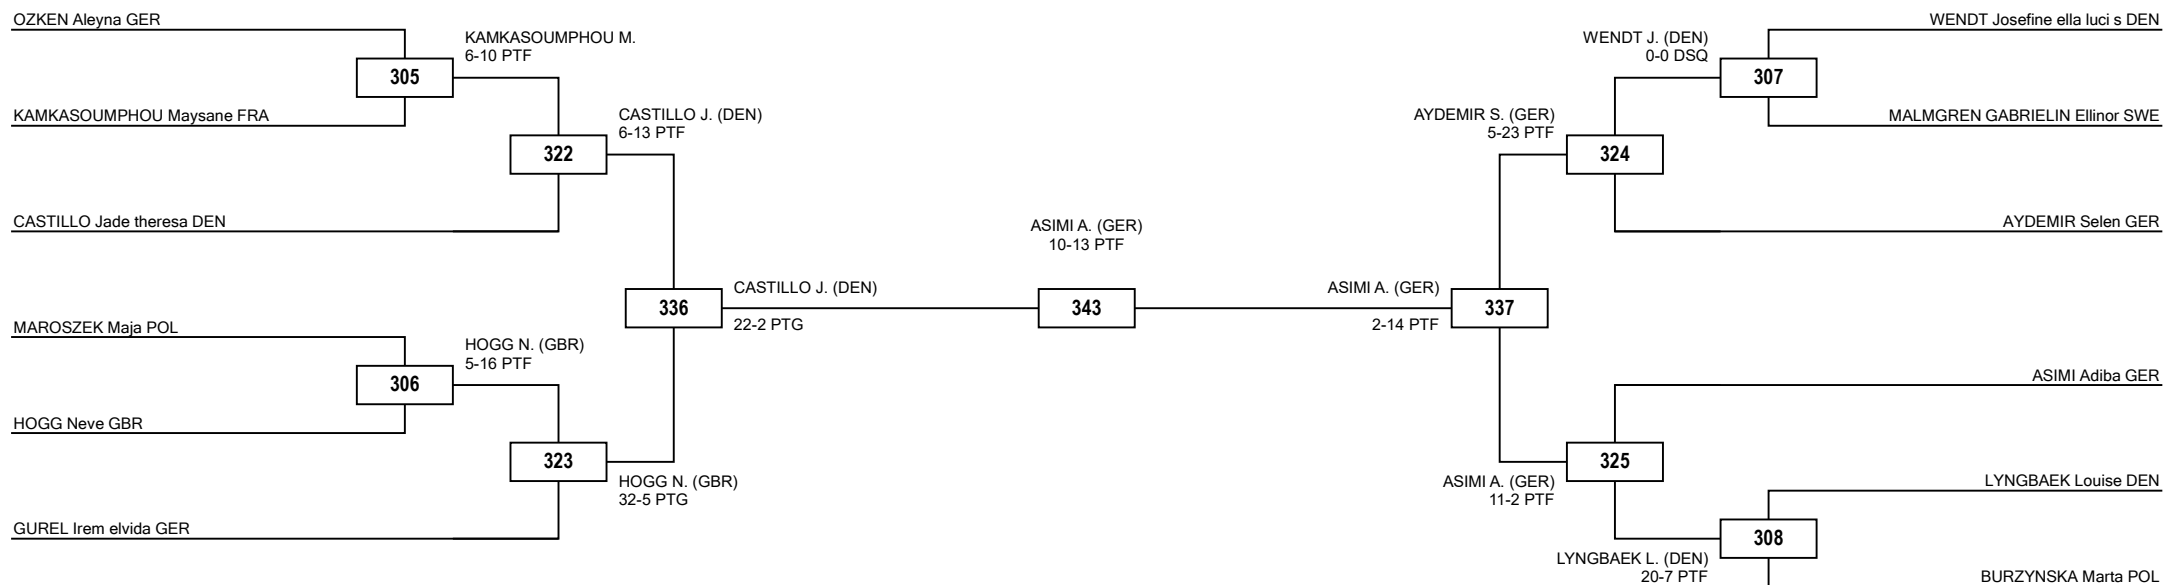 OZKEN Aleyna GER
KAMKASOUMPHOU M.
6-10 PTF
305
KAMKASOUMPHOU Maysane FRA
CASTILLO J. (DEN)
6-13 PTF
322
CASTILLO Jade theresa DEN
CASTILLO J. (DEN)
336
22-2 PTG
MAROSZEK Maja POL
HOGG N. (GBR)
5-16 PTF
306
HOGG Neve GBR
323
HOGG N. (GBR)
32-5 PTG
GUREL Irem elvida GER
ASIMI A. (GER)
10-13 PTF
343
WENDT Josefine ella luci s DEN
WENDT J. (DEN)
0-0 DSQ
307
MALMGREN GABRIELIN Ellinor SWE
AYDEMIR S. (GER)
5-23 PTF
324
AYDEMIR Selen GER
ASIMI A. (GER)
337
2-14 PTF
ASIMI Adiba GER
325
ASIMI A. (GER)
11-2 PTF
LYNGBAEK Louise DEN
308
LYNGBAEK L. (DEN)
20-7 PTF
BURZYNSKA Marta POL